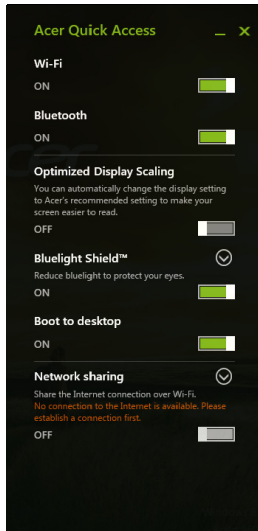 Acer Quick Access
Wi-Fi
ON
Bluetooth
ON
Optimized Display Scaling
You can automatically change the display setting
to Acer's recommended setting to make your
screen easier to read.
OFF
Bluelight Shield™
Reduce bluelight to protect your eyes.
ON
Boot to desktop
ON
Network sharing
Share the Internet connection over Wi-Fi.
No connection to the Internet is available. Please
establish a connection first.
OFF